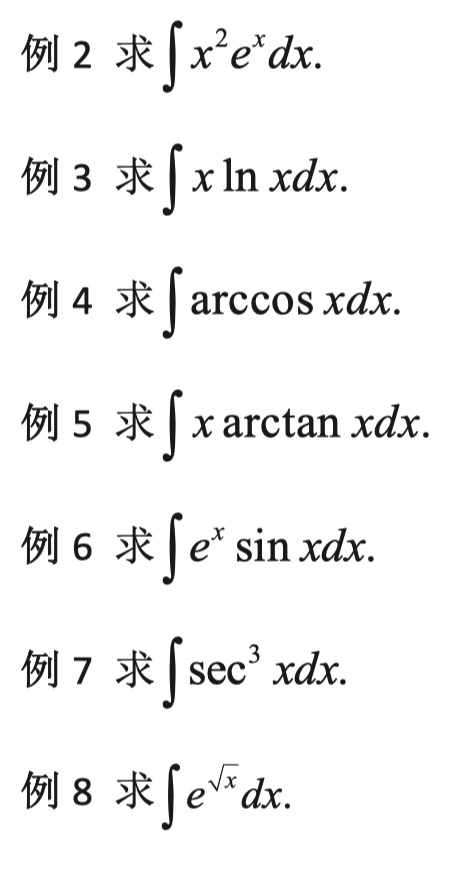 例 2 求 ∫ x²eˣdx.
例 3 求 ∫ x ln xdx.
例 4 求 ∫ arccos xdx.
例 5 求 ∫ x arctan xdx.
例 6 求 ∫ eˣ sin xdx.
例 7 求 ∫ sec³ xdx.
例 8 求 ∫ e^{√x}dx.